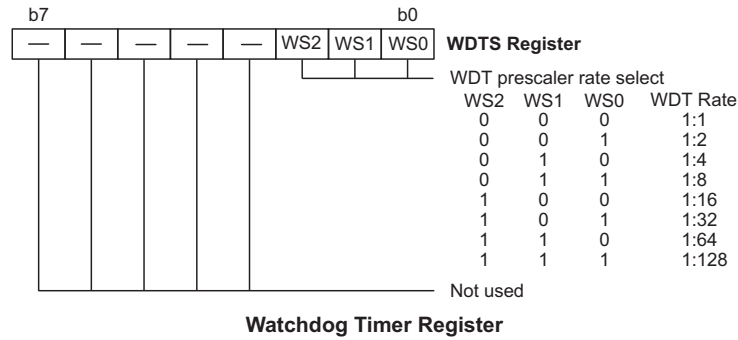 b7 b0
— — — — — WS2 WS1 WS0 WDTS Register
WDT prescaler rate select
WS2 WS1 WS0 WDT Rate
0 0 0 1:1
0 0 1 1:2
0 1 0 1:4
0 1 1 1:8
1 0 0 1:16
1 0 1 1:32
1 1 0 1:64
1 1 1 1:128
Not used
Watchdog Timer Register